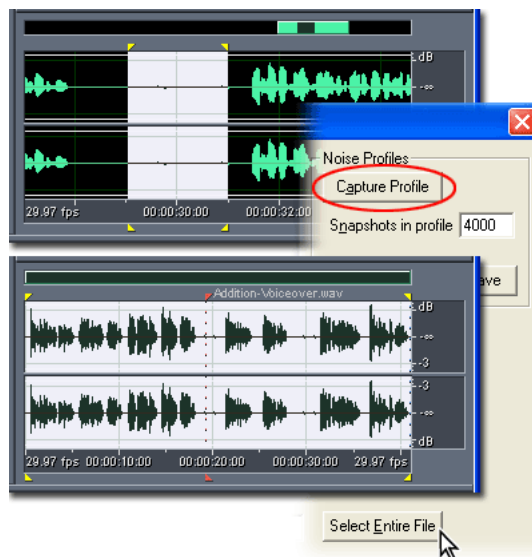 dB
-∞
Noise Profiles
Capture Profile
29.97 fps 00:00:30:00 00:00:32:00
Snapshots in profile 4000
ave
Addition-Voiceover.wav
dB
-∞
-3
-3
-∞
dB
29.97 fps 00:00:10:00 00:00:20:00 00:00:30:00 29.97 fps
Select Entire File